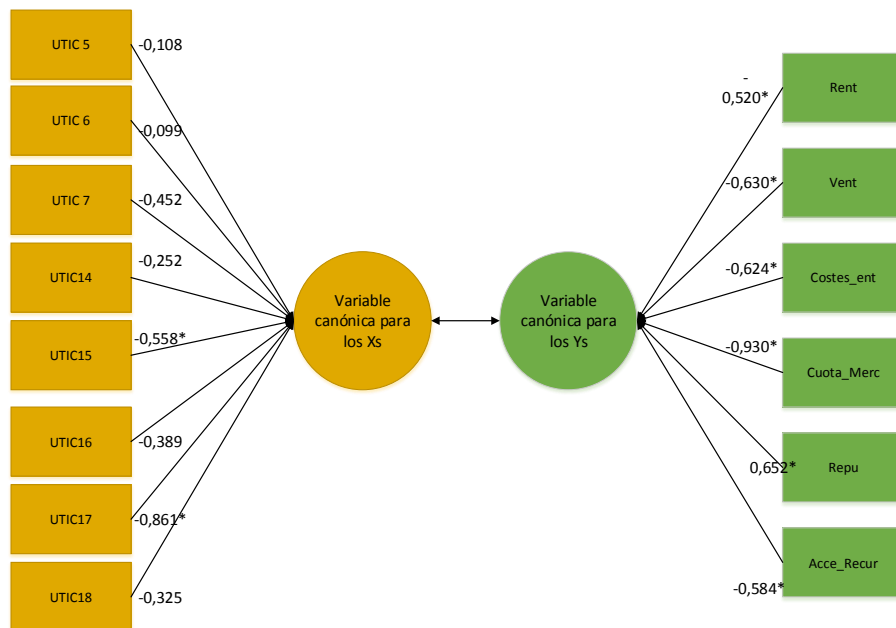 UTIC 5
-0,108
UTIC 6
-0,099
UTIC 7
-0,452
UTIC14
-0,252
UTIC15
-0,558*
UTIC16
-0,389
UTIC17
-0,861*
UTIC18
-0,325
Variable
canónica para
los Xs
Variable
canónica para
los Ys
-
0,520*
Rent
-0,630*
Vent
-0,624*
Costes_ent
-0,930*
Cuota_Merc
0,652*
Repu
-0,584*
Acce_Recur